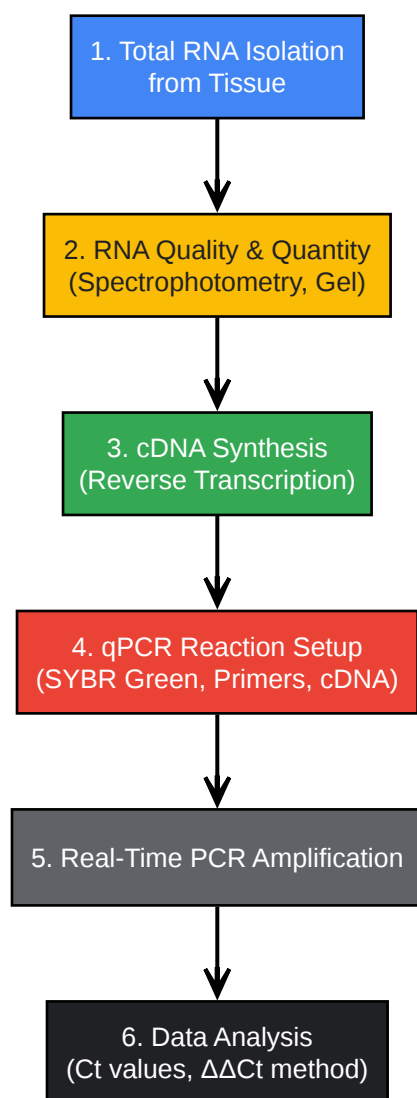 1. Total RNA Isolation
from Tissue
2. RNA Quality & Quantity
(Spectrophotometry, Gel)
3. cDNA Synthesis
(Reverse Transcription)
4. qPCR Reaction Setup
(SYBR Green, Primers, cDNA)
5. Real-Time PCR Amplification
6. Data Analysis
(Ct values, ΔΔCt method)